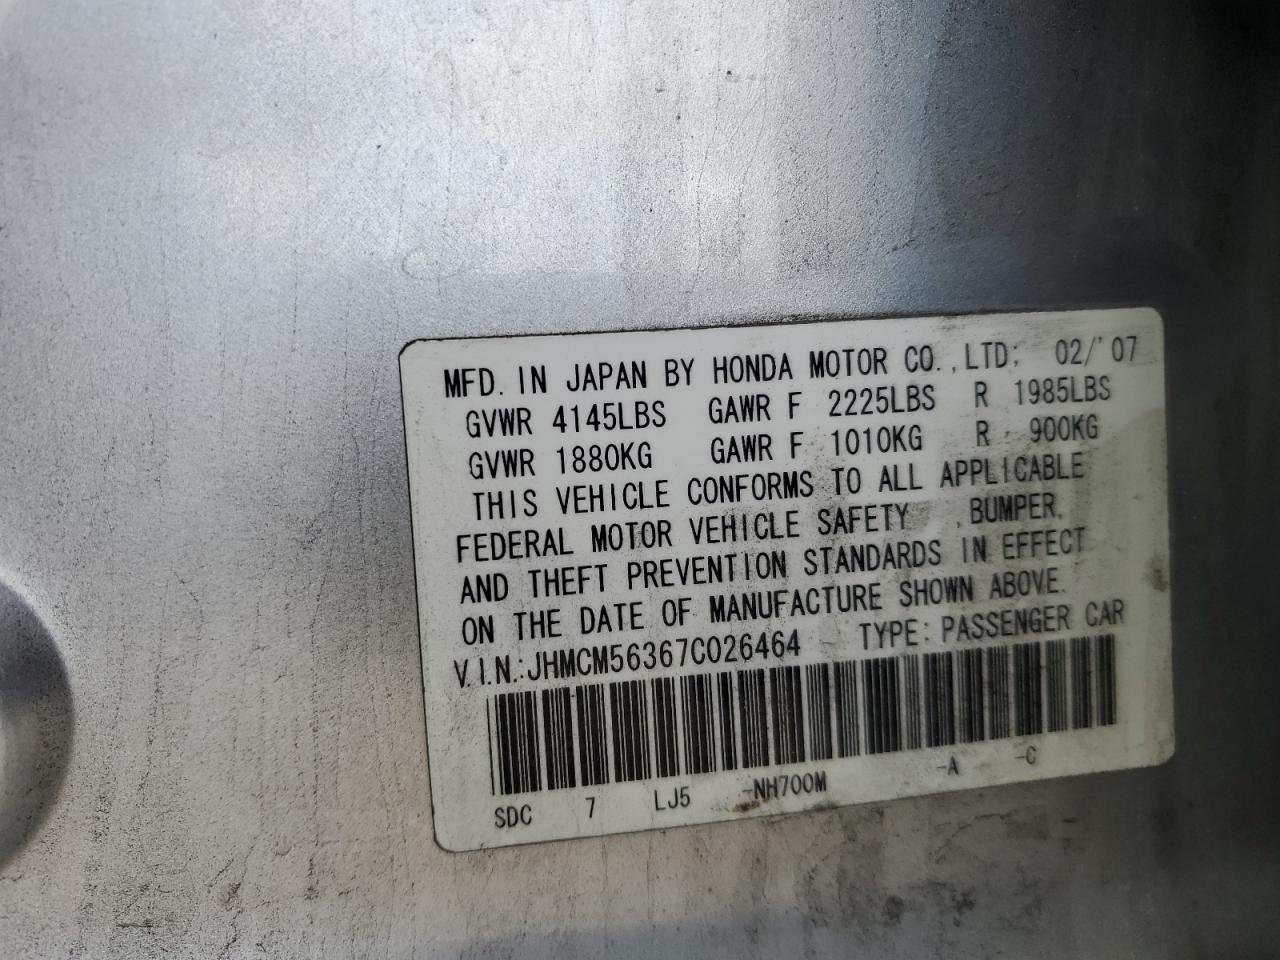 MFD. IN JAPAN BY HONDA MOTOR CO., LTD; 02/'07
GVWR 4145LBS GAWR F 2225LBS R 1985LBS
GVWR 1880KG GAWR F 1010KG R 900KG
THIS VEHICLE CONFORMS TO ALL APPLICABLE
FEDERAL MOTOR VEHICLE SAFETY , BUMPER,
AND THEFT PREVENTION STANDARDS IN EFFECT
ON THE DATE OF MANUFACTURE SHOWN ABOVE.
V.I.N.:JHMCM56367C026464 TYPE: PASSENGER CAR
SDC 7 LJ5 -NH700M -A -C